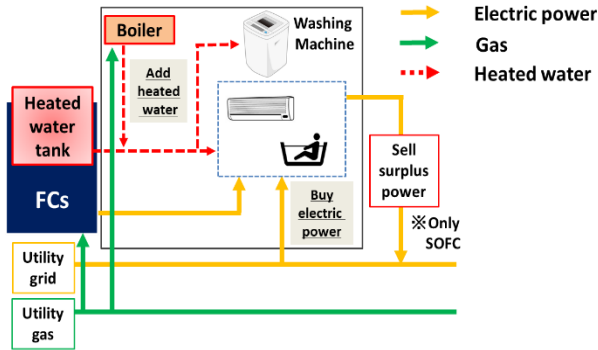 Boiler
Washing
Machine
Electric power
Gas
Heated water
Add
heated
water
Heated
water
tank
FCs
Sell
surplus
power
Buy
electric
power
※Only
SOFC
Utility
grid
Utility
gas